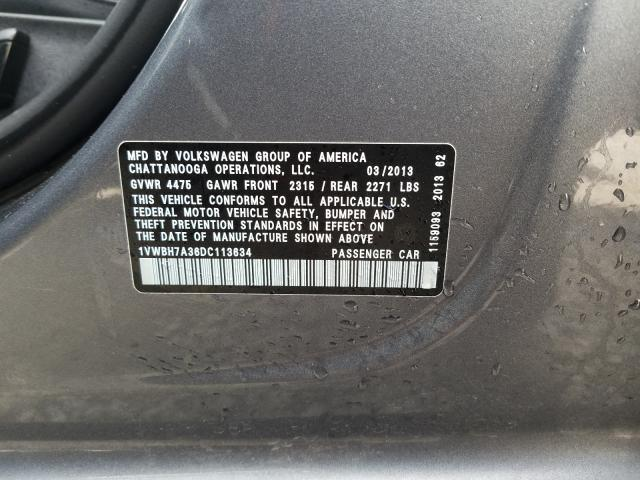 MFD BY VOLKSWAGEN GROUP OF AMERICA
CHATTANOOGA OPERATIONS, LLC. 03/2013
GVWR 4475 GAWR FRONT 2315 / REAR 2271 LBS
THIS VEHICLE CONFORMS TO ALL APPLICABLE U.S.
FEDERAL MOTOR VEHICLE SAFETY, BUMPER AND
THEFT PREVENTION STANDARDS IN EFFECT ON THE
DATE OF MANUFACTURE SHOWN ABOVE
1VWBH7A36DC113634 PASSENGER CAR
1159093 2013 62